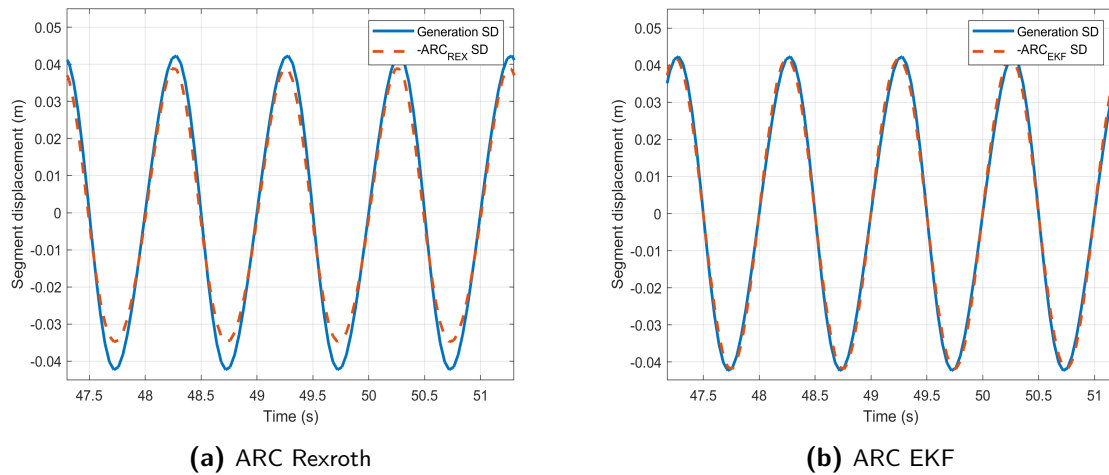 0.05
0.04
0.03
0.02
0.01
0
-0.01
-0.02
-0.03
-0.04
Segment displacement (m)
Generation SD
-ARC_REX SD
47.5 48 48.5 49 49.5 50 50.5 51
Time (s)
(a) ARC Rexroth
0.05
0.04
0.03
0.02
0.01
0
-0.01
-0.02
-0.03
-0.04
Segment displacement (m)
Generation SD
-ARC_EKF SD
47.5 48 48.5 49 49.5 50 50.5 51
Time (s)
(b) ARC EKF